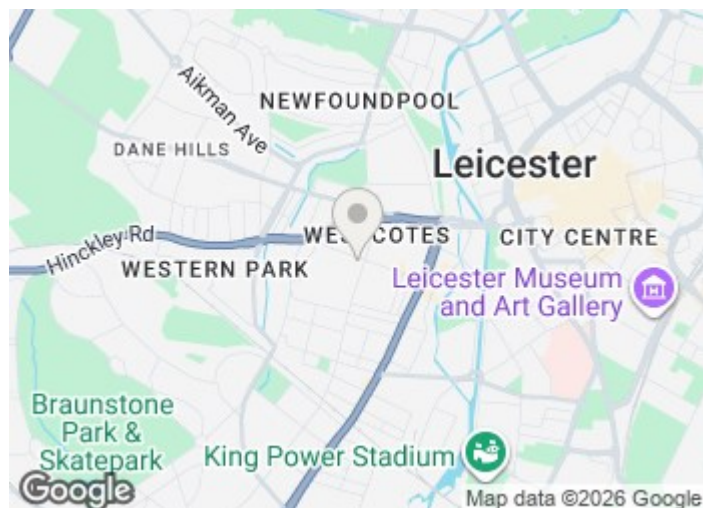 Aikman Ave
NEWFOUNDPOOL
DANE HILLS
Leicester
Hinckley Rd
WESTCOTES
CITY CENTRE
WESTERN PARK
Leicester Museum
and Art Gallery
Braunstone
Park &
Skatepark
King Power Stadium
Google
Map data ©2026 Google